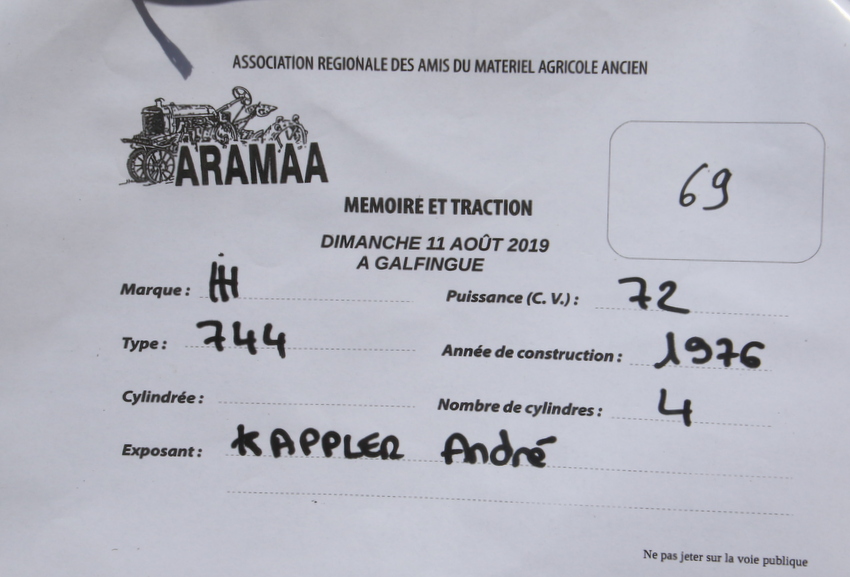 ASSOCIATION REGIONALE DES AMIS DU MATERIEL AGRICOLE ANCIEN
ARAMAA
69
MEMOIRE ET TRACTION
DIMANCHE 11 AOÛT 2019
A GALFINGUE
Marque : IH
Puissance (C. V.) : 72
Type : 744
Année de construction : 1976
Cylindrée :
Nombre de cylindres : 4
Exposant : KAPPLER André
Ne pas jeter sur la voie publique